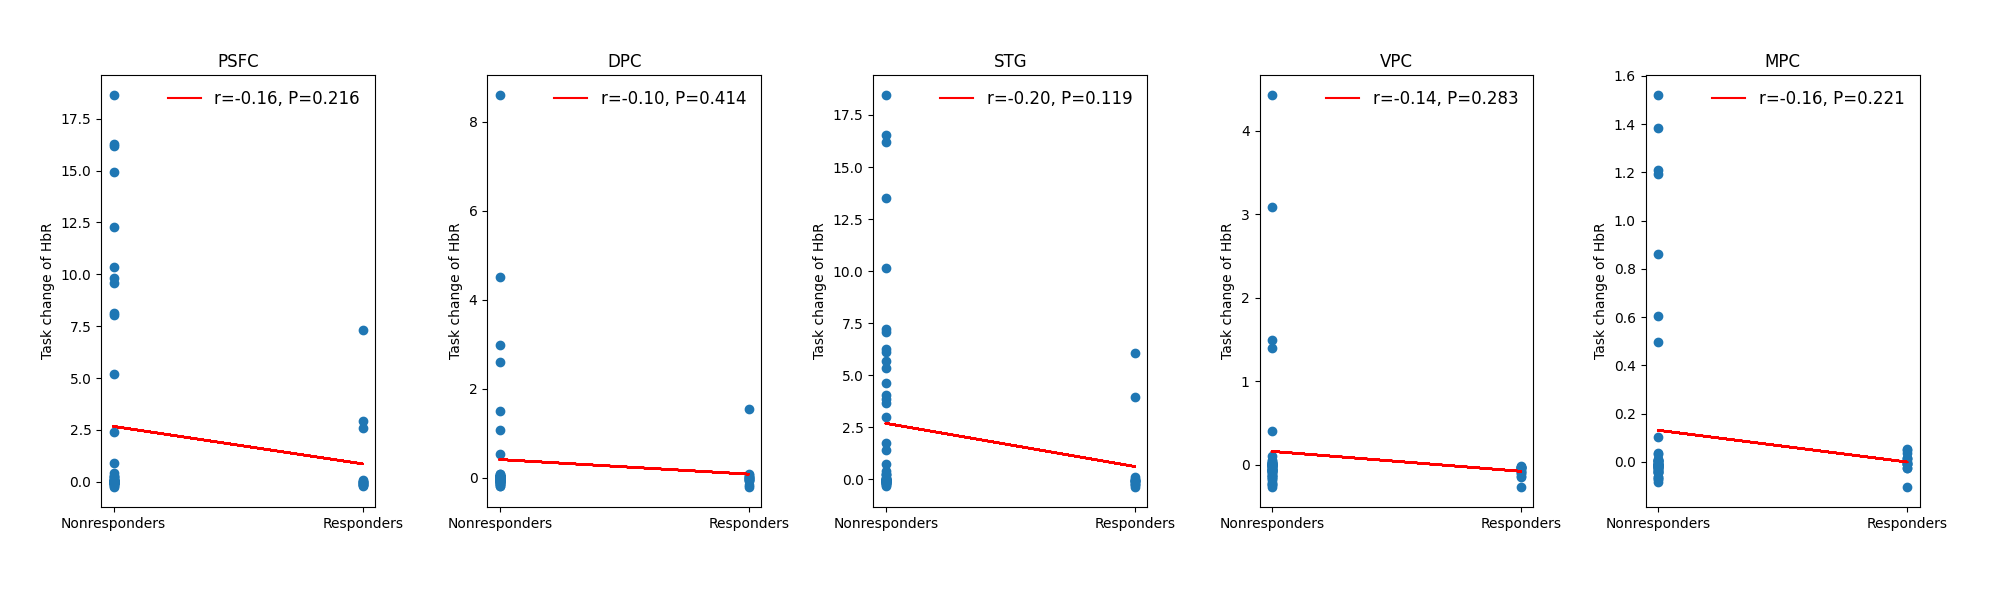 PSFC
r=-0.16, P=0.216
Task change of HbR
17.5
15.0
12.5
10.0
7.5
5.0
2.5
0.0
Nonresponders
Responders
DPC
r=-0.10, P=0.414
Task change of HbR
8
6
4
2
0
Nonresponders
Responders
STG
r=-0.20, P=0.119
Task change of HbR
17.5
15.0
12.5
10.0
7.5
5.0
2.5
0.0
Nonresponders
Responders
VPC
r=-0.14, P=0.283
Task change of HbR
4
3
2
1
0
Nonresponders
Responders
MPC
r=-0.16, P=0.221
Task change of HbR
1.6
1.4
1.2
1.0
0.8
0.6
0.4
0.2
0.0
Nonresponders
Responders